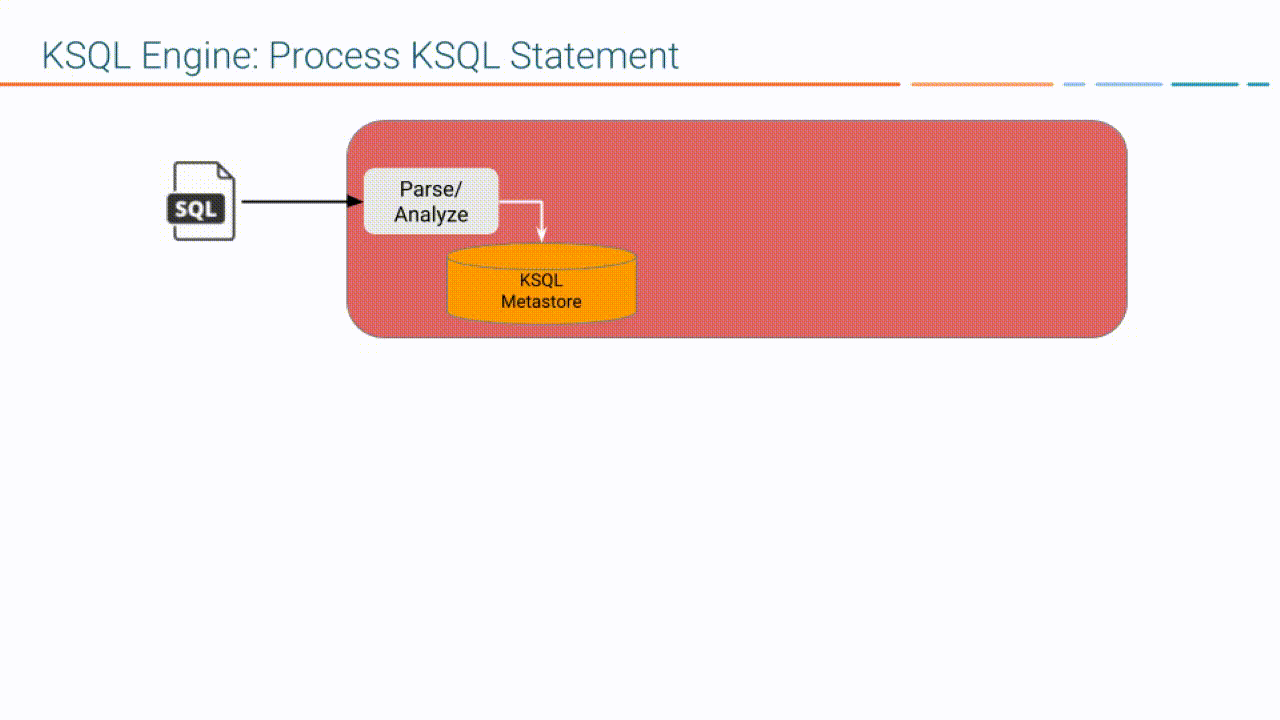 KSQL Engine: Process KSQL Statement
SQL
Parse/
Analyze
KSQL
Metastore